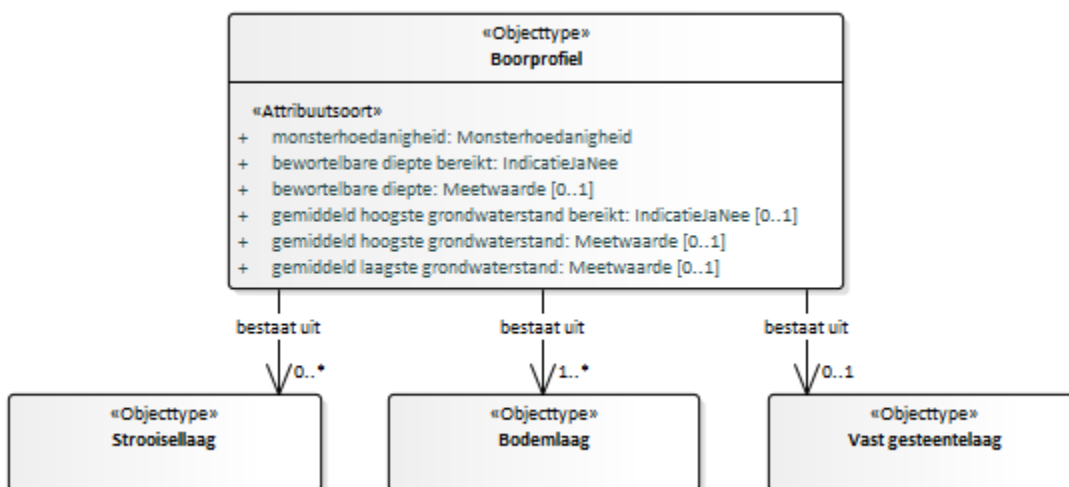 «Objecttype»
Boorprofiel
«Attribuutsoort»
+ monsterhoedanigheid: Monsterhoedanigheid
+ bewortelbare diepte bereikt: IndicatieJaNee
+ bewortelbare diepte: Meetwaarde [0..1]
+ gemiddeld hoogste grondwaterstand bereikt: IndicatieJaNee [0..1]
+ gemiddeld hoogste grondwaterstand: Meetwaarde [0..1]
+ gemiddeld laagste grondwaterstand: Meetwaarde [0..1]
bestaat uit bestaat uit bestaat uit
0..* 1..* 0..1
«Objecttype» «Objecttype» «Objecttype»
Strooisellaag Bodemlaag Vast gesteentelaag